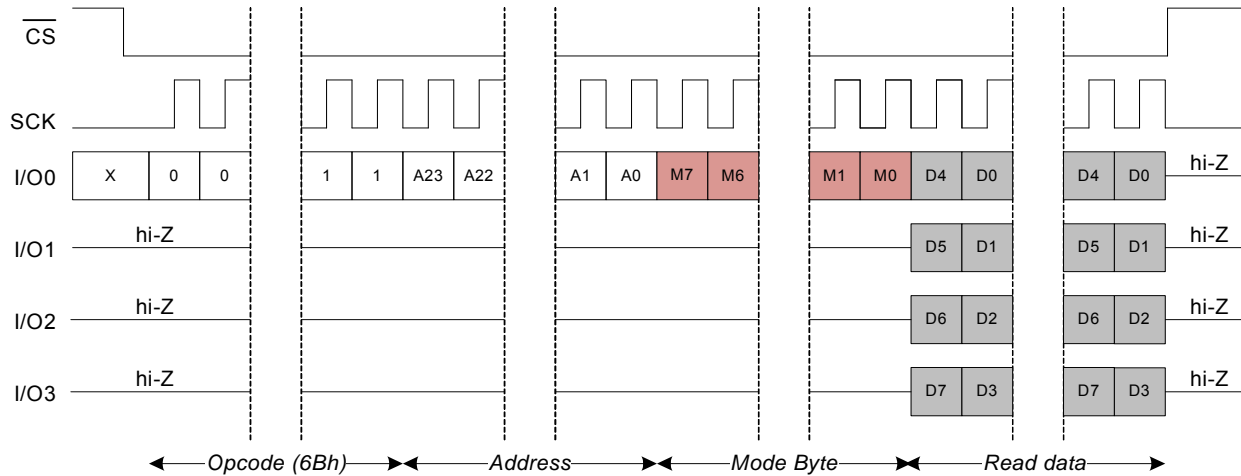 CS
SCK
I/O0 X 0 0 1 1 A23 A22 A1 A0 M7 M6 M1 M0 D4 D0 D4 D0 hi-Z
I/O1 hi-Z D5 D1 D5 D1 hi-Z
I/O2 hi-Z D6 D2 D6 D2 hi-Z
I/O3 hi-Z D7 D3 D7 D3 hi-Z
Opcode (6Bh) Address Mode Byte Read data